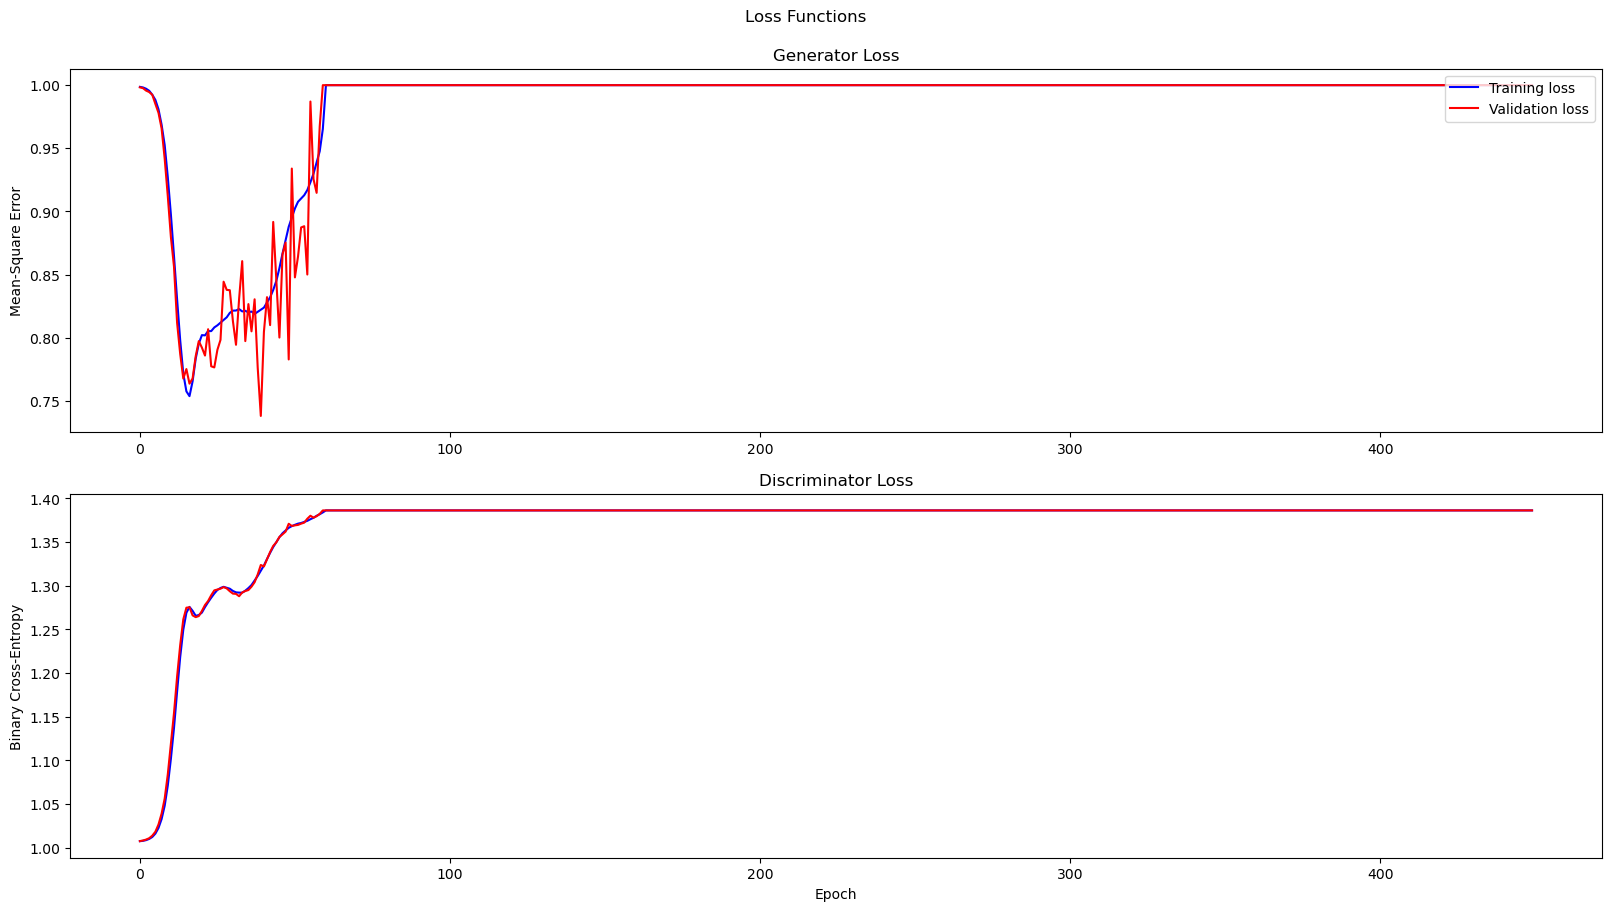 Loss Functions
Generator Loss
Mean-Square Error
1.00
0.95
0.90
0.85
0.80
0.75
Training loss
Validation loss
0 100 200 300 400
Discriminator Loss
Binary Cross-Entropy
1.40
1.35
1.30
1.25
1.20
1.15
1.10
1.05
1.00
0 100 200 300 400
Epoch